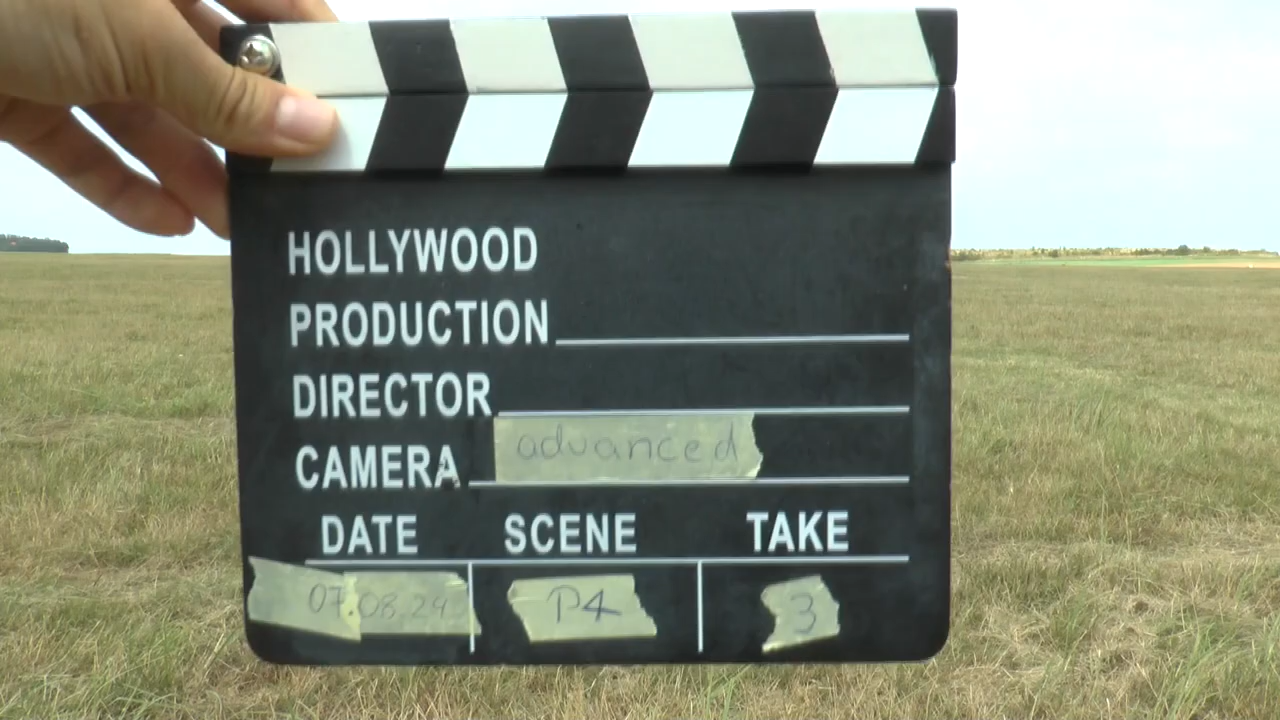 HOLLYWOOD
PRODUCTION
DIRECTOR
CAMERA advanced
DATE SCENE TAKE
07.08.24 P4 3